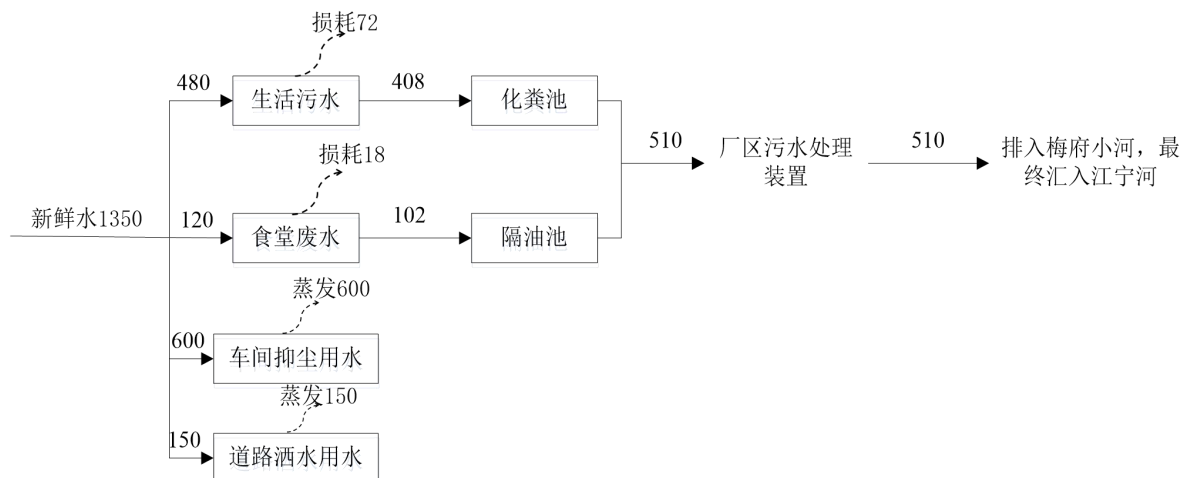 损耗72
480
生活污水
408
化粪池
损耗18
510
厂区污水处理
装置
510
排入梅府小河，最
终汇入江宁河
新鲜水1350
120
食堂废水
102
隔油池
蒸发600
600
车间抑尘用水
蒸发150
150
道路洒水用水